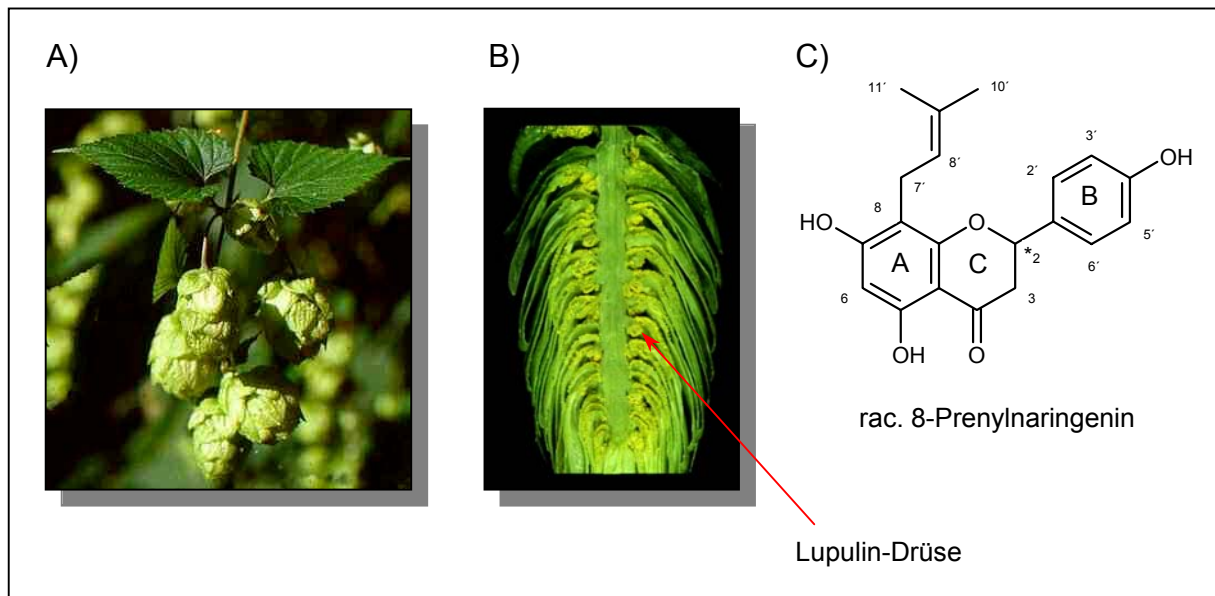 A)
B)
C)
11´
10´
8´
7´
3´
2´
OH
B
5´
6´
8
HO
O
A
C
*
2
6
3
OH
O
rac. 8-Prenylnaringenin
Lupulin-Drüse